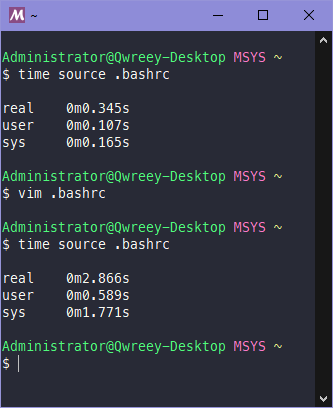 M ~
Administrator@Qwreey-Desktop MSYS ~
$ time source .bashrc
real    0m0.345s
user    0m0.107s
sys     0m0.165s
Administrator@Qwreey-Desktop MSYS ~
$ vim .bashrc
Administrator@Qwreey-Desktop MSYS ~
$ time source .bashrc
real    0m2.866s
user    0m0.589s
sys     0m1.771s
Administrator@Qwreey-Desktop MSYS ~
$